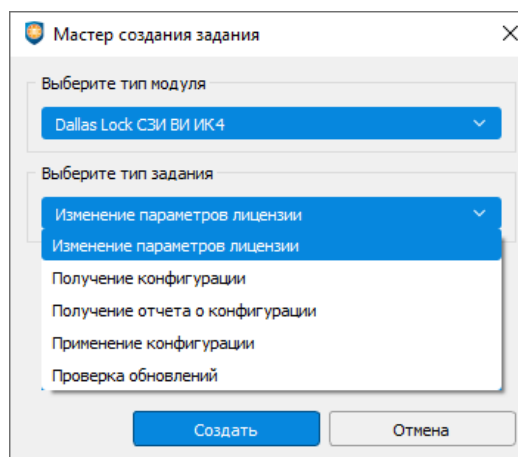 Мастер создания задания
Выберите тип модуля
Dallas Lock СЗИ ВИ ИК4
Выберите тип задания
Изменение параметров лицензии
Изменение параметров лицензии
Получение конфигурации
Получение отчета о конфигурации
Применение конфигурации
Проверка обновлений
Создать
Отмена